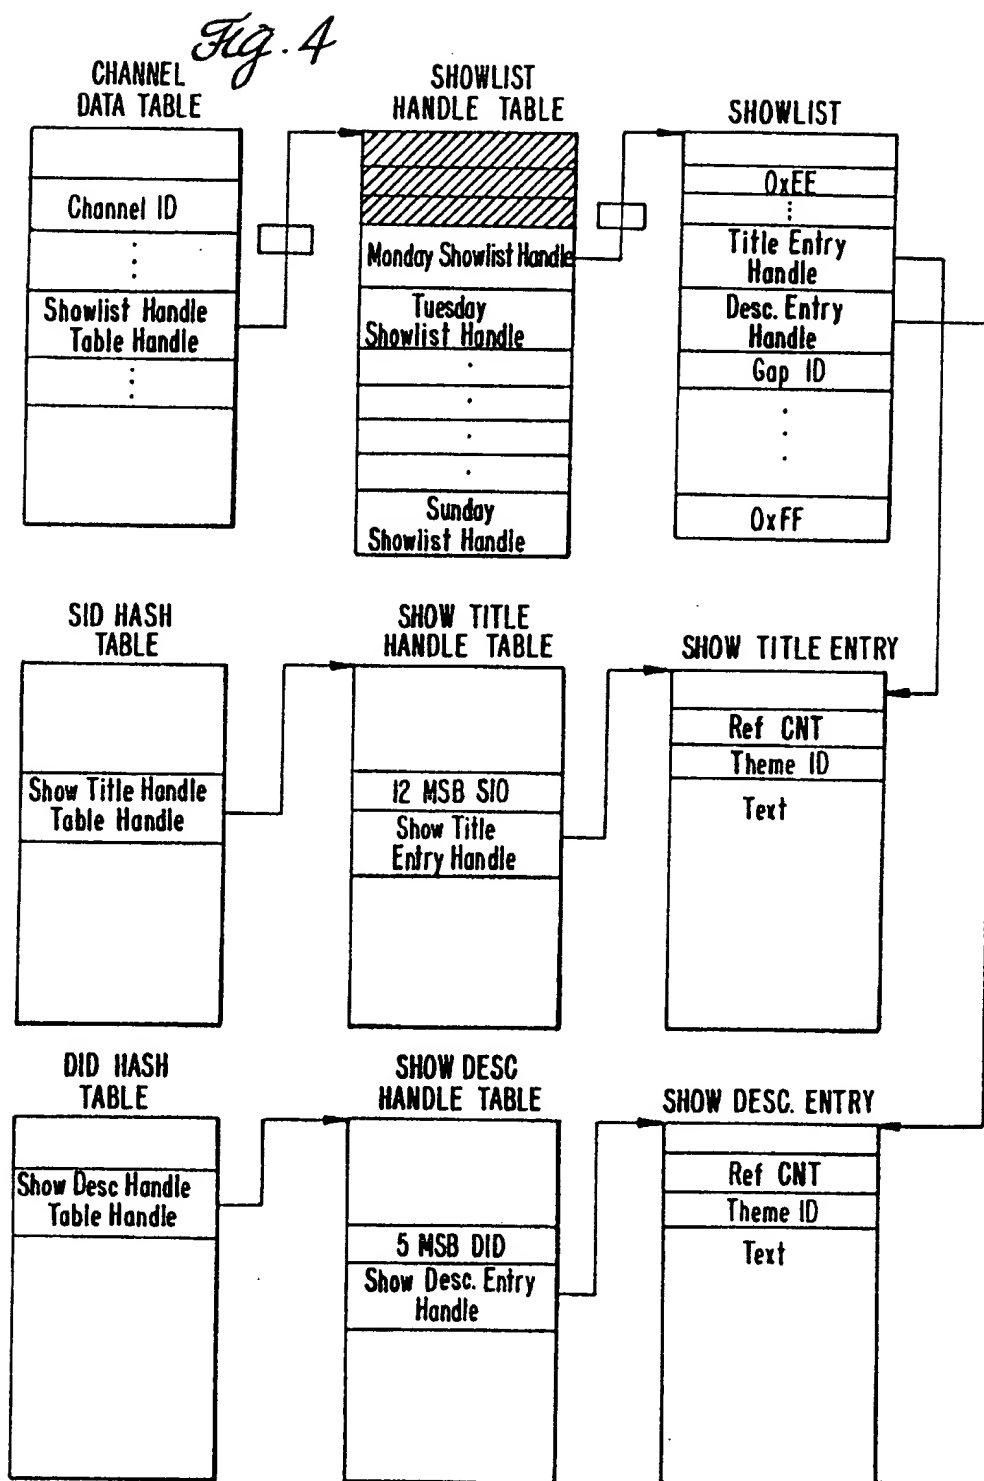 Fig. 4
CHANNEL
DATA TABLE
Channel ID
Showlist Handle
Table Handle
SHOWLIST
HANDLE TABLE
Monday Showlist Handle
Tuesday
Showlist Handle
Sunday
Showlist Handle
SHOWLIST
0xEE
Title Entry
Handle
Desc. Entry
Handle
Gap ID
0xFF
SID HASH
TABLE
Show Title Handle
Table Handle
SHOW TITLE
HANDLE TABLE
12 MSB SIO
Show Title
Entry Handle
SHOW TITLE ENTRY
Ref CNT
Theme ID
Text
DID HASH
TABLE
Show Desc Handle
Table Handle
SHOW DESC
HANDLE TABLE
5 MSB DID
Show Desc. Entry
Handle
SHOW DESC. ENTRY
Ref CNT
Theme ID
Text